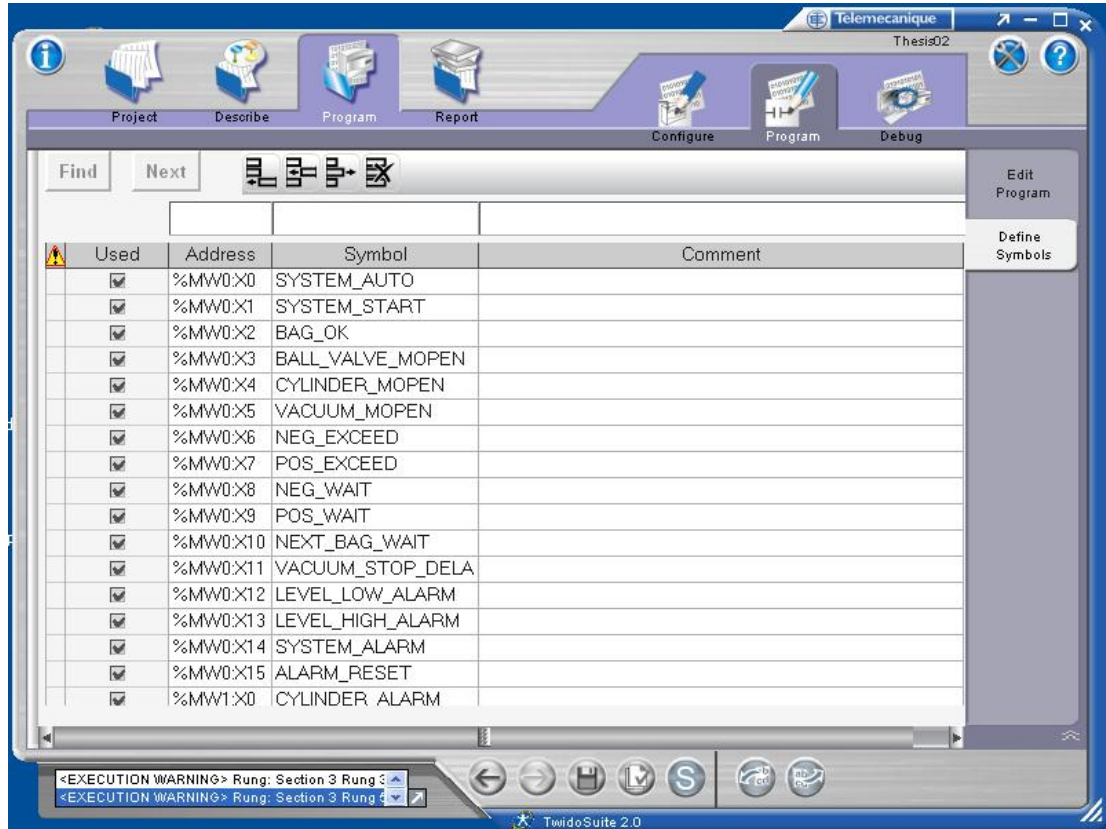 Telemecanique
Thesis02
Project Describe Program Report
Configure Program Debug
Find Next
Edit Program
Define Symbols
Used Address Symbol Comment
%MW0:X0 SYSTEM_AUTO
%MW0:X1 SYSTEM_START
%MW0:X2 BAG_OK
%MW0:X3 BALL_VALVE_MOPEN
%MW0:X4 CYLINDER_MOPEN
%MW0:X5 VACUUM_MOPEN
%MW0:X6 NEG_EXCEED
%MW0:X7 POS_EXCEED
%MW0:X8 NEG_WAIT
%MW0:X9 POS_WAIT
%MW0:X10 NEXT_BAG_WAIT
%MW0:X11 VACUUM_STOP_DELA
%MW0:X12 LEVEL_LOW_ALARM
%MW0:X13 LEVEL_HIGH_ALARM
%MW0:X14 SYSTEM_ALARM
%MW0:X15 ALARM_RESET
%MW1:X0 CYLINDER_ALARM
<EXECUTION WARNING> Rung: Section 3 Rung
<EXECUTION WARNING> Rung: Section 3 Rung
TwidoSuite 2.0